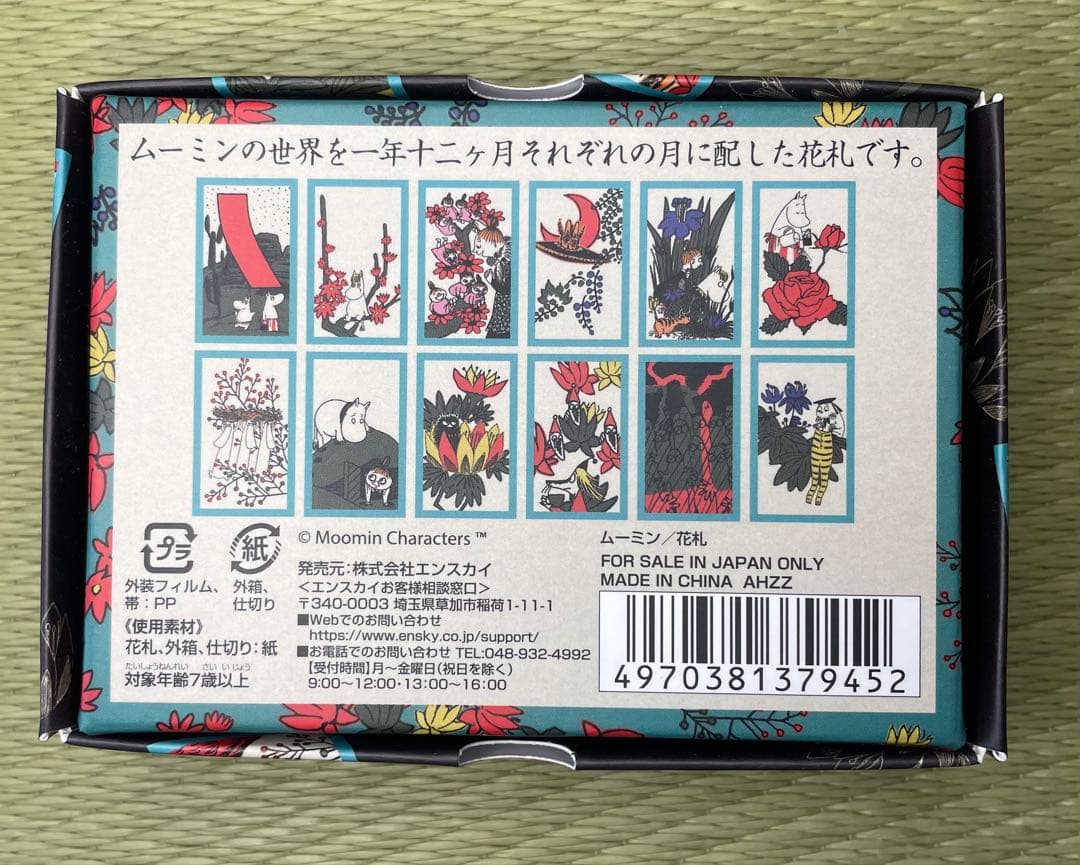 ムーミンの世界を一年十二ヶ月それぞれの月に配した花札です。
プラ
外装フィルム、
帯：PP
紙
外箱、
仕切り
《使用素材》
花札、外箱、仕切り：紙
たいしょうねんれい さい いじょう
対象年齢7歳以上
© Moomin Characters ™
発売元：株式会社エンスカイ
＜エンスカイお客様相談窓口＞
〒340-0003 埼玉県草加市稲荷1-11-1
■Webでのお問い合わせ
https://www.ensky.co.jp/support/
■お電話でのお問い合わせ TEL:048-932-4992
【受付時間】月～金曜日(祝日を除く)
9:00～12:00・13:00～16:00
ムーミン／花札
FOR SALE IN JAPAN ONLY
MADE IN CHINA AHZZ
4970381379452